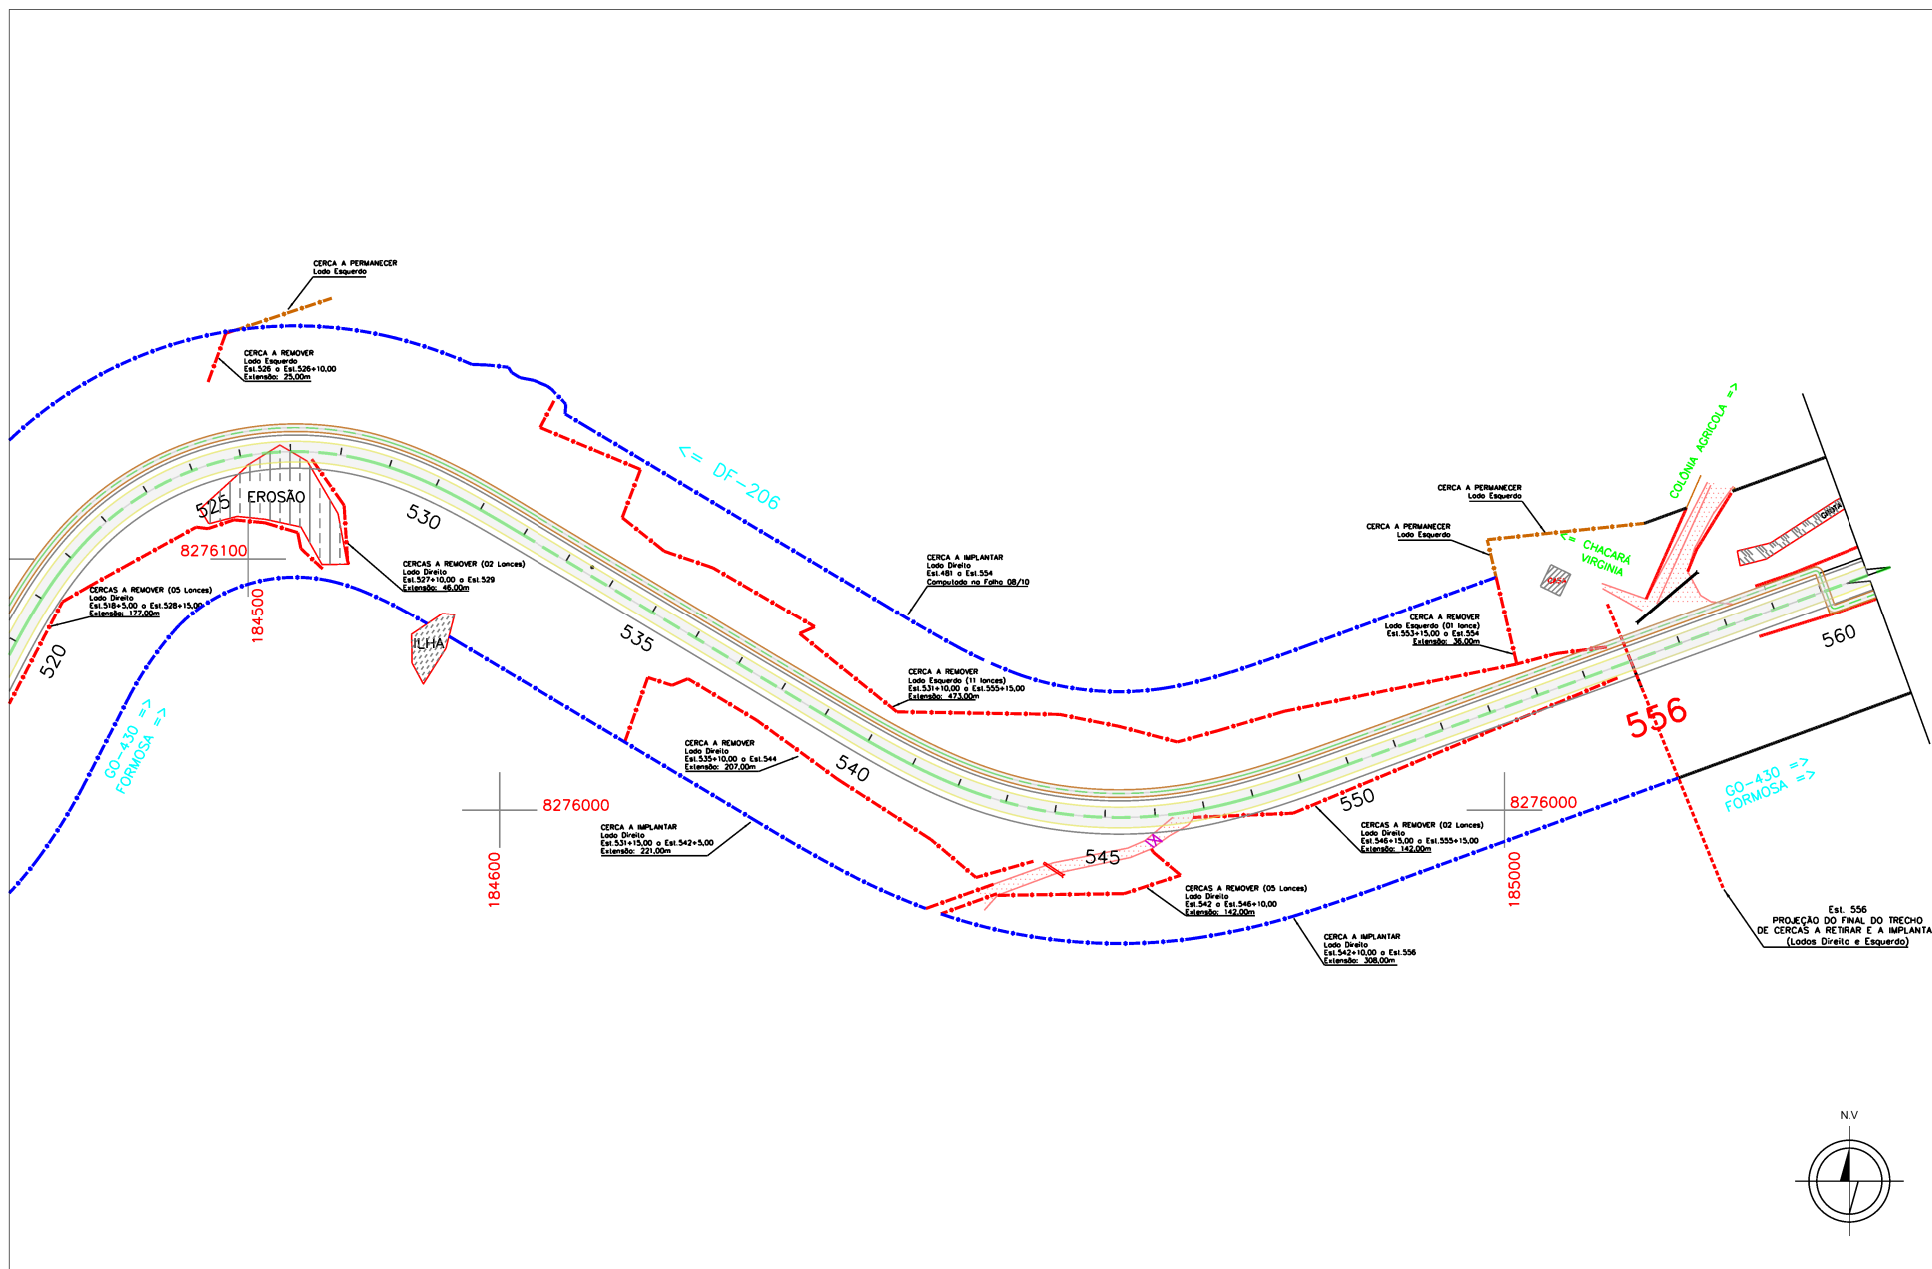 CERCA A PERMANECER
Lado Esquerdo
CERCA A REMOVER
Lado Esquerdo
Est.526 a Est.526+10,00
Extensão: 25,00m
<= DF-206
COLÔNIA AGRICOLA =>
CERCA A PERMANECER
Lado Esquerdo
CERCA A PERMANECER
Lado Esquerdo
<= CHACARÁ
VIRGINIA
CASA
GROTA
EROSÃO
525
530
8276100
184500
CERCAS A REMOVER (02 Lances)
Lado Direito
Est.527+10,00 a Est.529
Extensão: 46,00m
CERCAS A REMOVER (05 Lances)
Lado Direito
Est.518+5,00 a Est.528+15,00
Extensão: 177,00m
CERCA A IMPLANTAR
Lado Direito
Est.481 a Est.554
Computada na Folha 08/10
520
ILHA
535
CERCA A REMOVER
Lado Esquerdo (01 lance)
Est.553+15,00 a Est.554
Extensão: 36,00m
560
CERCA A REMOVER
Lado Esquerdo (11 lances)
Est.531+10,00 a Est.555+15,00
Extensão: 473,00m
556
GO-430 =>
FORMOSA =>
CERCA A REMOVER
Lado Direito
Est.535+10,00 a Est.544
Extensão: 207,00m
540
GO-430 =>
FORMOSA =>
8276000
184600
550
8276000
185000
CERCA A IMPLANTAR
Lado Direito
Est.531+15,00 a Est.542+5,00
Extensão: 221,00m
545
CERCAS A REMOVER (02 Lances)
Lado Direito
Est.546+15,00 a Est.555+15,00
Extensão: 142,00m
CERCAS A REMOVER (05 Lances)
Lado Direito
Est.542 a Est.546+10,00
Extensão: 142,00m
CERCA A IMPLANTAR
Lado Direito
Est.542+10,00 a Est.556
Extensão: 308,00m
Est. 556
PROJEÇÃO DO FINAL DO TRECHO
DE CERCAS A RETIRAR E A IMPLANTA
(Lados Direito e Esquerdo)
N.V